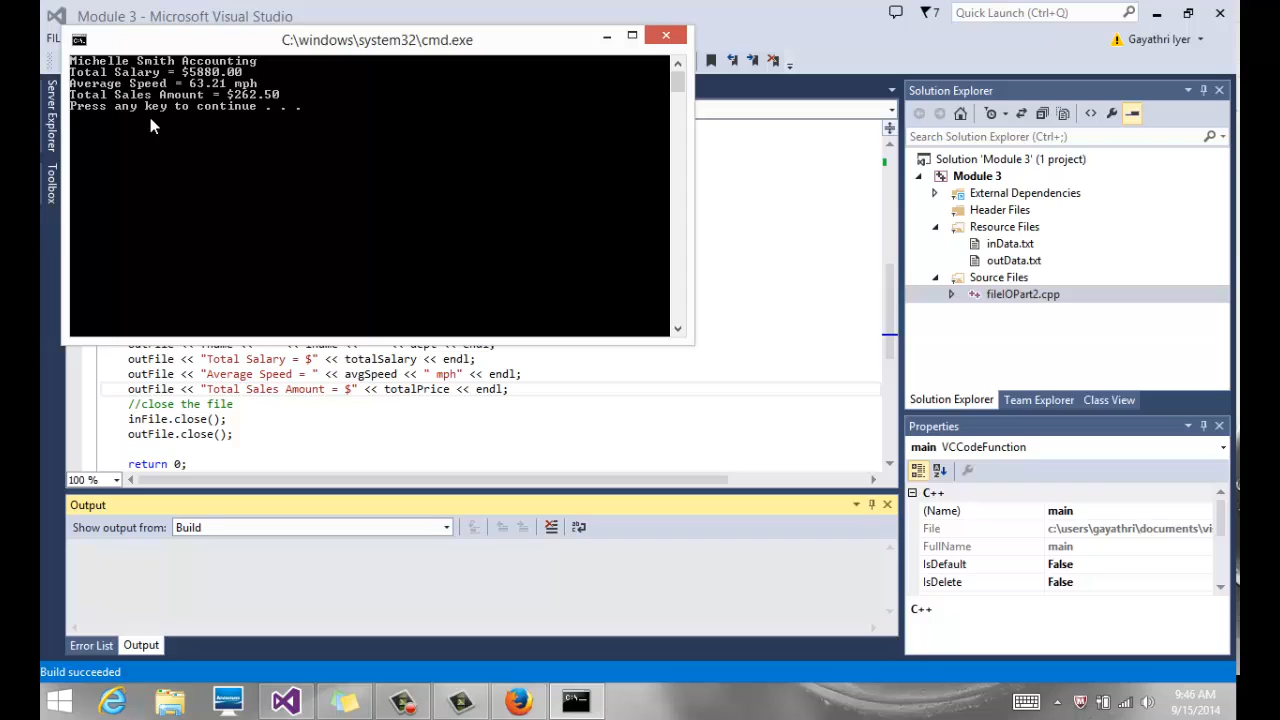 Module 3 - Microsoft Visual Studio
7
Quick Launch (Ctrl+Q)
FIL
Gayathri Iyer
C:\windows\system32\cmd.exe
Michelle Smith Accounting
Total Salary = $5880.00
Average Speed = 63.21 mph
Total Sales Amount = $262.50
Press any key to continue . . .
Server Explorer
Toolbox
outFile << "Total Salary = $" << totalSalary << endl;
outFile << "Average Speed = " << avgSpeed << " mph" << endl;
outFile << "Total Sales Amount = $" << totalPrice << endl;
//close the file
inFile.close();
outFile.close();
return 0;
100 %
Output
Show output from: Build
Error List Output
Solution Explorer
Search Solution Explorer (Ctrl+;)
Solution 'Module 3' (1 project)
Module 3
External Dependencies
Header Files
Resource Files
inData.txt
outData.txt
Source Files
fileIOPart2.cpp
Solution Explorer Team Explorer Class View
Properties
main VCCodeFunction
C++
(Name) main
File c:\users\gayathri\documents\vi
FullName main
IsDefault False
IsDelete False
C++
Build succeeded
9:46 AM
9/15/2014